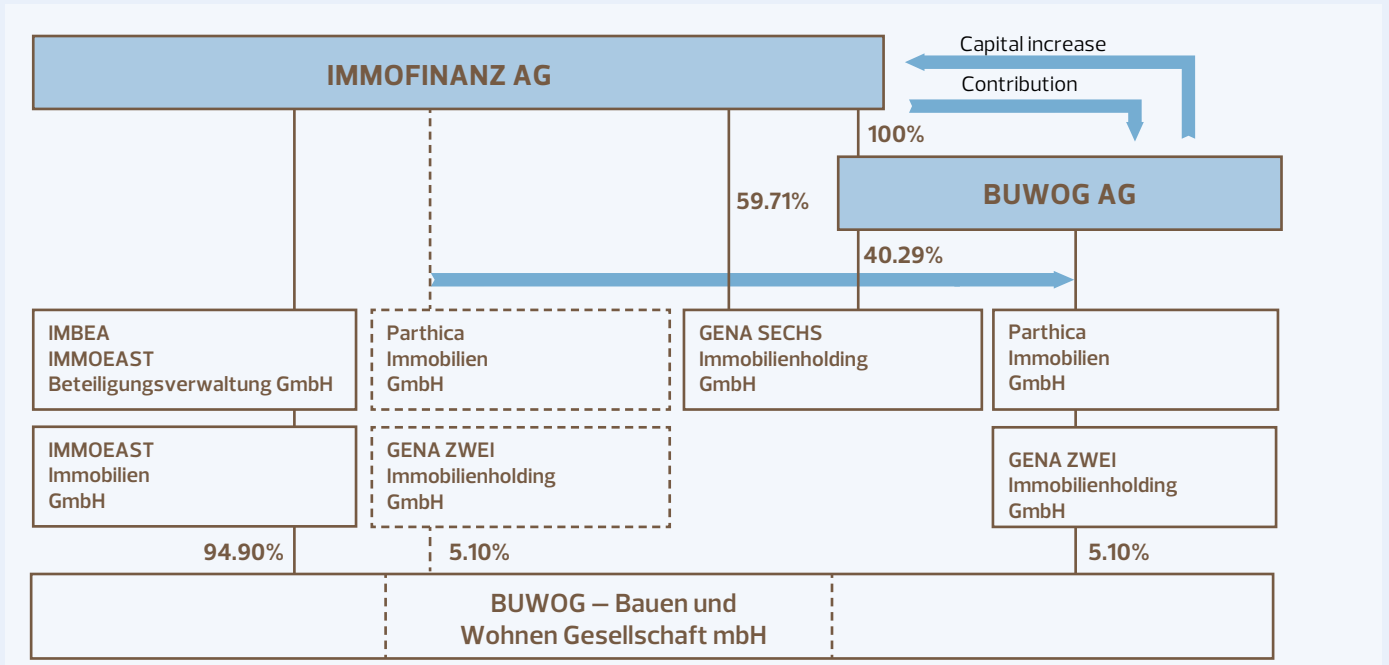 Capital increase
IMMOFINANZ AG
Contribution
100%
BUWOG AG
59.71%
40.29%
IMBEA
IMMOEAST
Beteiligungsverwaltung GmbH
Parthica
Immobilien
GmbH
GENA SECHS
Immobilienholding
GmbH
Parthica
Immobilien
GmbH
IMMOEAST
Immobilien
GmbH
GENA ZWEI
Immobilienholding
GmbH
GENA ZWEI
Immobilienholding
GmbH
94.90%
5.10%
5.10%
BUWOG – Bauen und
Wohnen Gesellschaft mbH